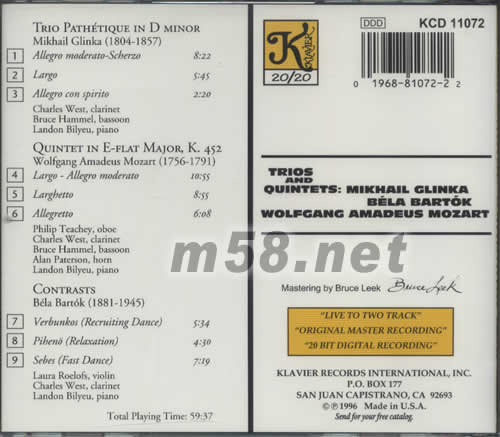 TRIO PATHÉTIQUE IN D MINOR
Mikhail Glinka (1804-1857)
1 Allegro moderato-Scherzo 8:22
2 Largo 5:45
3 Allegro con spirito 2:20
Charles West, clarinet
Bruce Hammel, bassoon
Landon Bilyeu, piano
QUINTET IN E-FLAT MAJOR, K. 452
Wolfgang Amadeus Mozart (1756-1791)
4 Largo - Allegro moderato 10:55
5 Larghetto 8:55
6 Allegretto 6:08
Philip Teachey, oboe
Charles West, clarinet
Bruce Hammel, bassoon
Alan Paterson, horn
Landon Bilyeu, piano
CONTRASTS
Béla Bartók (1881-1945)
7 Verbunkos (Recruiting Dance) 5:34
8 Pihenö (Relaxation) 4:30
9 Sebes (Fast Dance) 7:19
Laura Roelofs, violin
Charles West, clarinet
Landon Bilyeu, piano
Total Playing Time: 59:37
K
KLAVIER
20/20
DDD
KCD 11072
0 1968-81072-2 2
TRIOS
AND
QUINTETS: MIKHAIL GLINKA
BÉLA BARTÓK
WOLFGANG AMADEUS MOZART
m58.net
Mastering by Bruce Leek Bruce Leek
"LIVE TO TWO TRACK"
"ORIGINAL MASTER RECORDING"
"20 BIT DIGITAL RECORDING"
KLAVIER RECORDS INTERNATIONAL, INC.
P.O. BOX 177
SAN JUAN CAPISTRANO, CA 92693
©℗1996 Made in U.S.A.
Send for your free catalog.